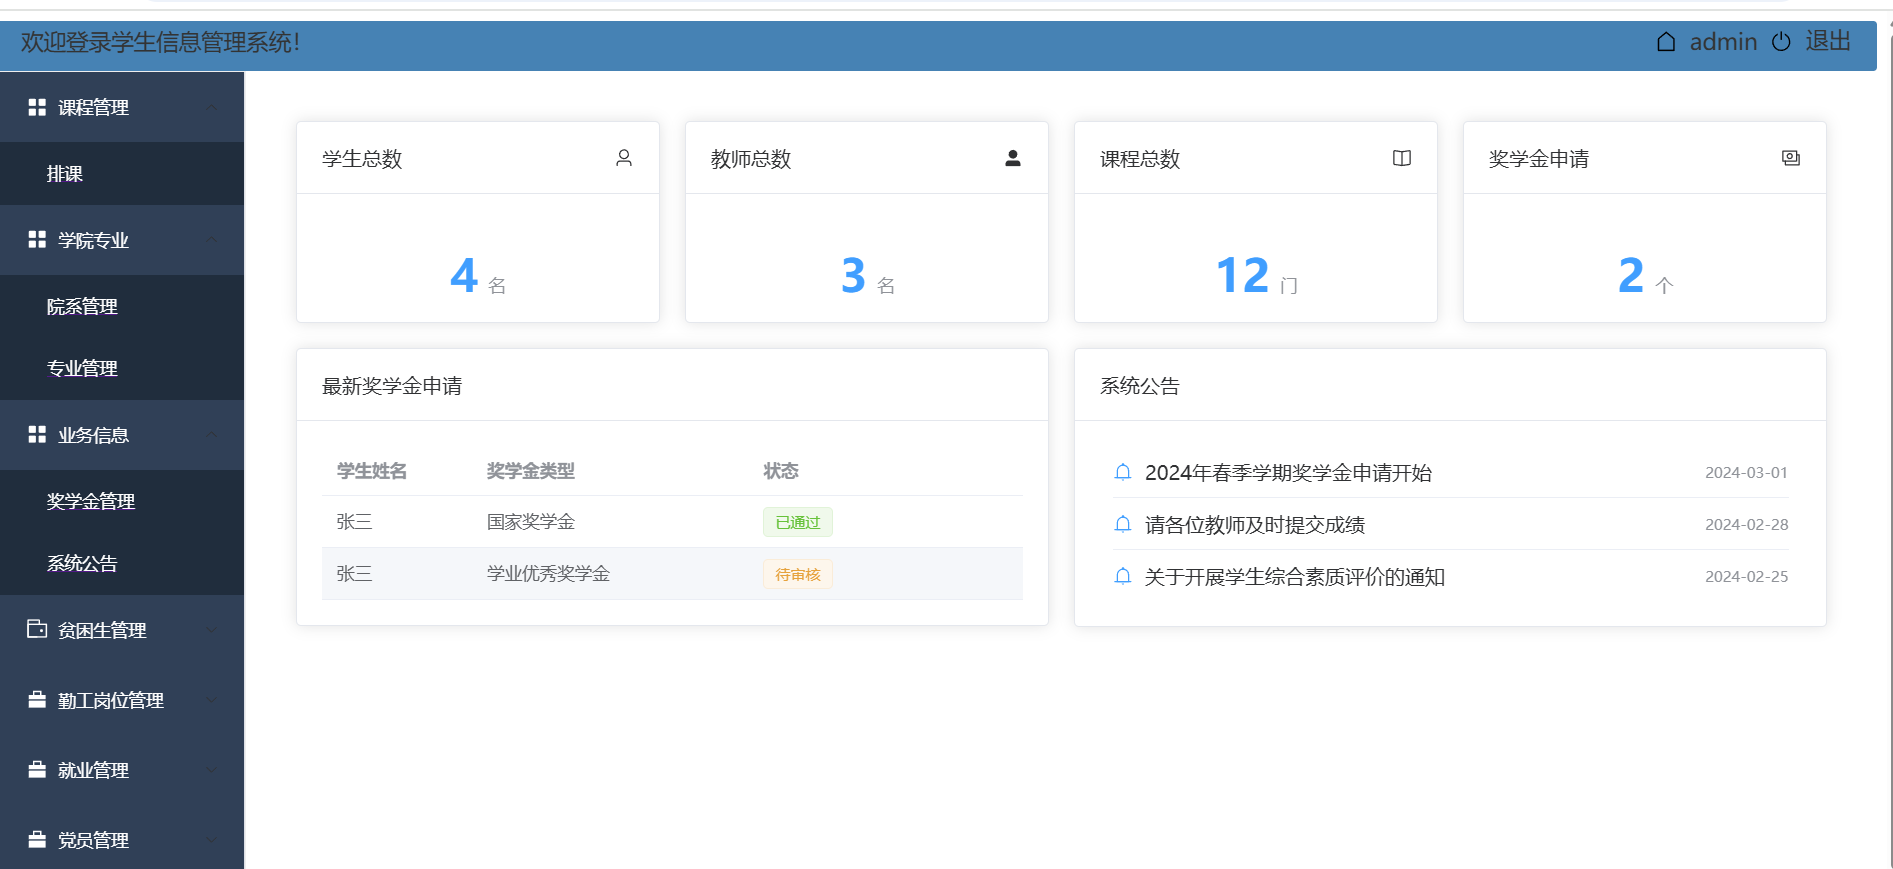 欢迎登录学生信息管理系统!
admin 退出
课程管理
排课
学院专业
院系管理
专业管理
业务信息
奖学金管理
系统公告
贫困生管理
勤工岗位管理
就业管理
党员管理
学生总数
4 名
教师总数
3 名
课程总数
12 门
奖学金申请
2 个
最新奖学金申请
学生姓名 奖学金类型 状态
张三 国家奖学金 已通过
张三 学业优秀奖学金 待审核
系统公告
2024年春季学期奖学金申请开始 2024-03-01
请各位教师及时提交成绩 2024-02-28
关于开展学生综合素质评价的通知 2024-02-25